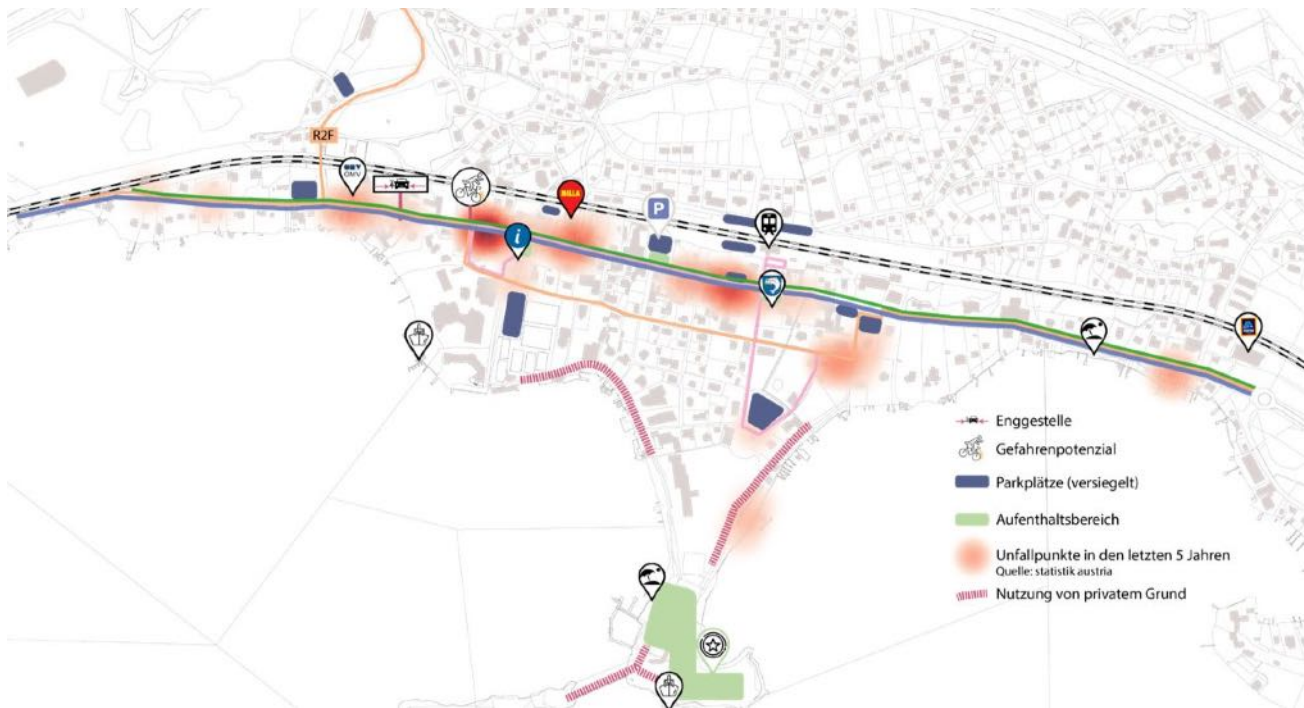 R2F
OMV
BILLA
P
i
Enggestelle
Gefahrenpotenzial
Parkplätze (versiegelt)
Aufenthaltsbereich
Unfallpunkte in den letzten 5 Jahren
Quelle: statistik austria
Nutzung von privatem Grund